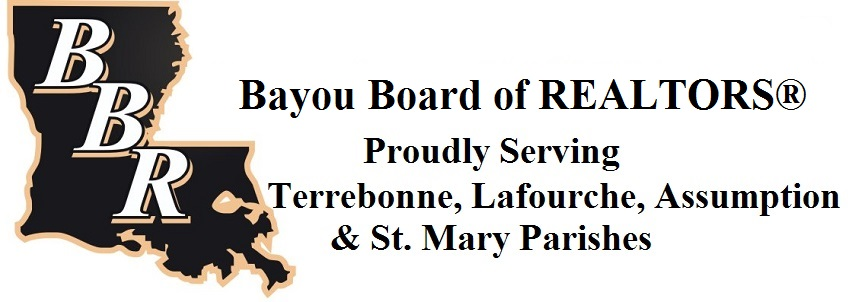 BBR
Bayou Board of REALTORS®
Proudly Serving
Terrebonne, Lafourche, Assumption
& St. Mary Parishes